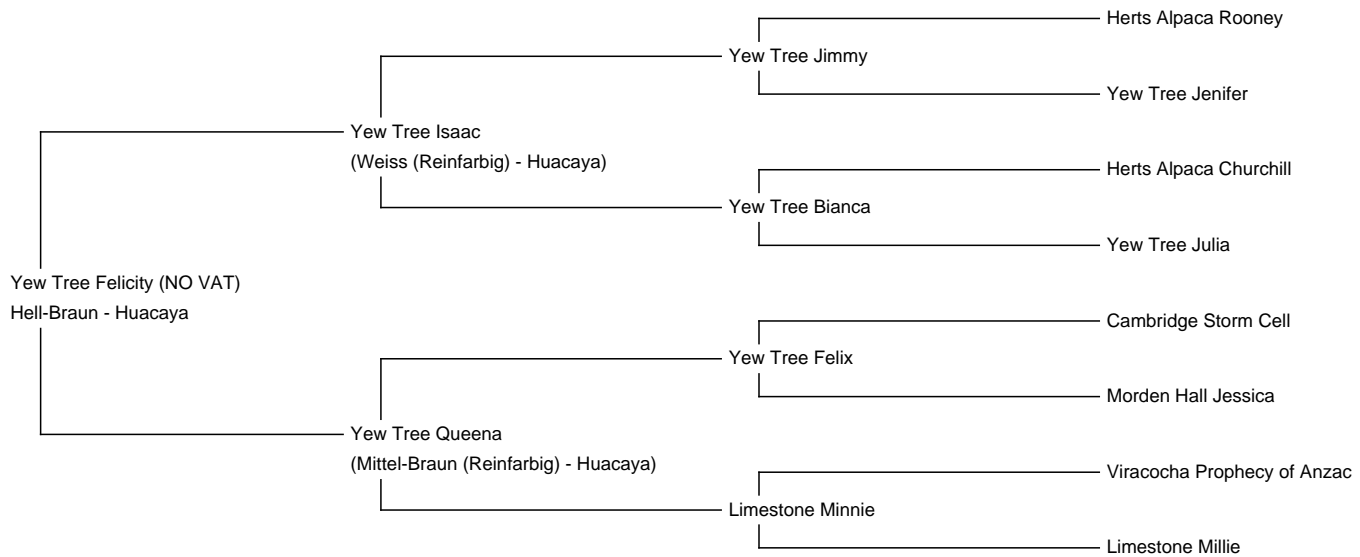 Herts Alpaca Rooney
Yew Tree Jimmy
Yew Tree Jenifer
Yew Tree Isaac
(Weiss (Reinfarbig) - Huacaya)
Herts Alpaca Churchill
Yew Tree Bianca
Yew Tree Julia
Yew Tree Felicity (NO VAT)
Hell-Braun - Huacaya
Cambridge Storm Cell
Yew Tree Felix
Morden Hall Jessica
Yew Tree Queena
(Mittel-Braun (Reinfarbig) - Huacaya)
Viracocha Prophecy of Anzac
Limestone Minnie
Limestone Millie